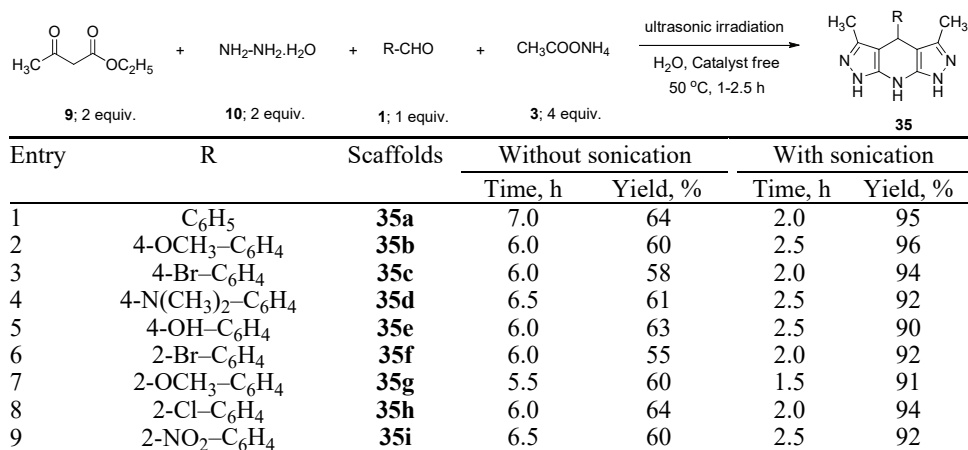 O O
H₃C OC₂H₅
+ NH₂-NH₂.H₂O + R-CHO + CH₃COONH₄
ultrasonic irradiation
H₂O, Catalyst free
50 °C, 1-2.5 h
R
H₃C CH₃
N N
NH N NH
H
9; 2 equiv. 10; 2 equiv. 1; 1 equiv. 3; 4 equiv. 35
Entry R Scaffolds Without sonication With sonication
Time, h Yield, % Time, h Yield, %
1 C₆H₅ 35a 7.0 64 2.0 95
2 4-OCH₃–C₆H₄ 35b 6.0 60 2.5 96
3 4-Br–C₆H₄ 35c 6.0 58 2.0 94
4 4-N(CH₃)₂–C₆H₄ 35d 6.5 61 2.5 92
5 4-OH–C₆H₄ 35e 6.0 63 2.5 90
6 2-Br–C₆H₄ 35f 6.0 55 2.0 92
7 2-OCH₃–C₆H₄ 35g 5.5 60 1.5 91
8 2-Cl–C₆H₄ 35h 6.0 64 2.0 94
9 2-NO₂–C₆H₄ 35i 6.5 60 2.5 92